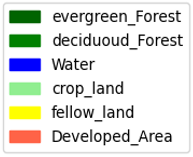 evergreen_Forest
deciduoud_Forest
Water
crop_land
fellow_land
Developed_Area